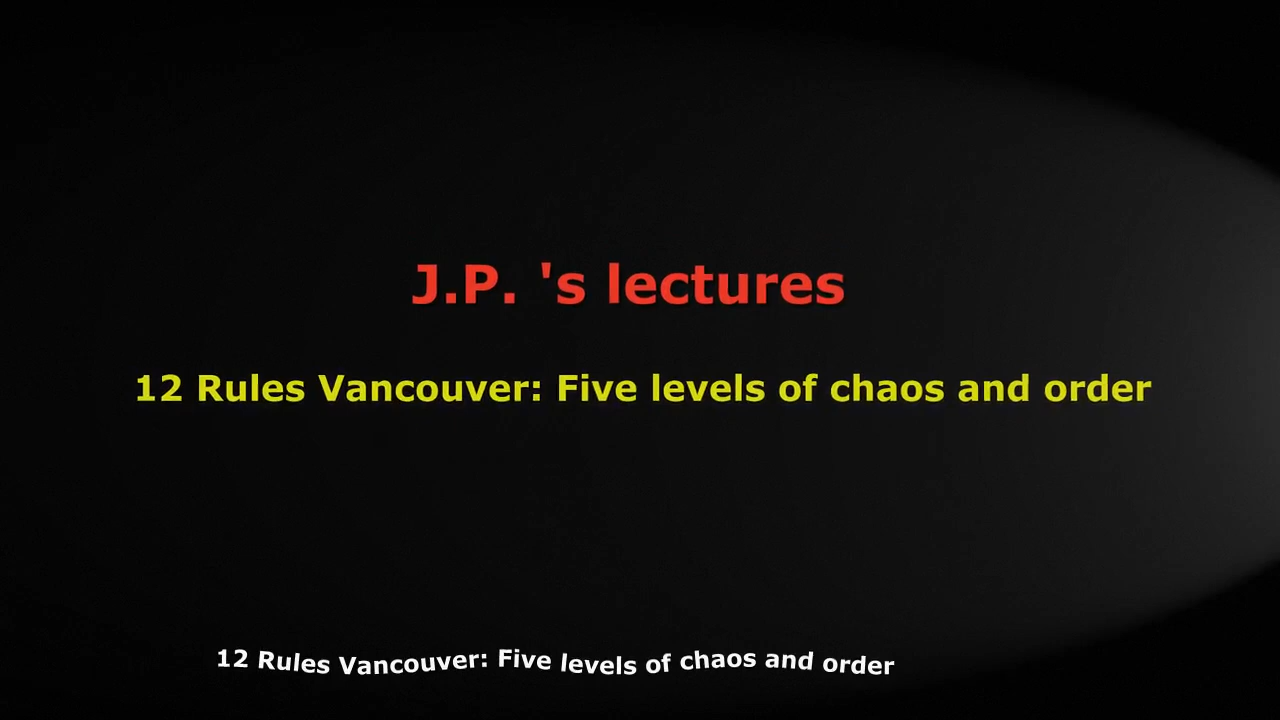 J.P. 's lectures
12 Rules Vancouver: Five levels of chaos and order
12 Rules Vancouver: Five levels of chaos and order